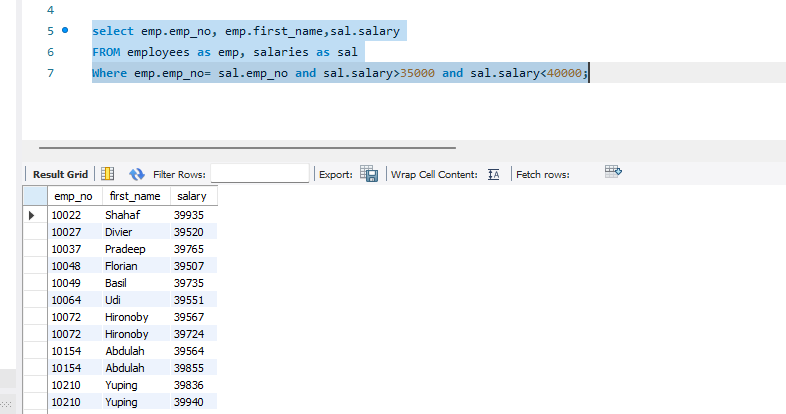 4
5 select emp.emp_no, emp.first_name,sal.salary
6 FROM employees as emp, salaries as sal
7 Where emp.emp_no= sal.emp_no and sal.salary>35000 and sal.salary<40000;
Result Grid Filter Rows: Export: Wrap Cell Content: IA Fetch rows:
emp_no first_name salary
10022 Shahaf 39935
10027 Divier 39520
10037 Pradeep 39765
10048 Florian 39507
10049 Basil 39735
10064 Udi 39551
10072 Hironoby 39567
10072 Hironoby 39724
10154 Abdulah 39564
10154 Abdulah 39855
10210 Yuping 39836
10210 Yuping 39940